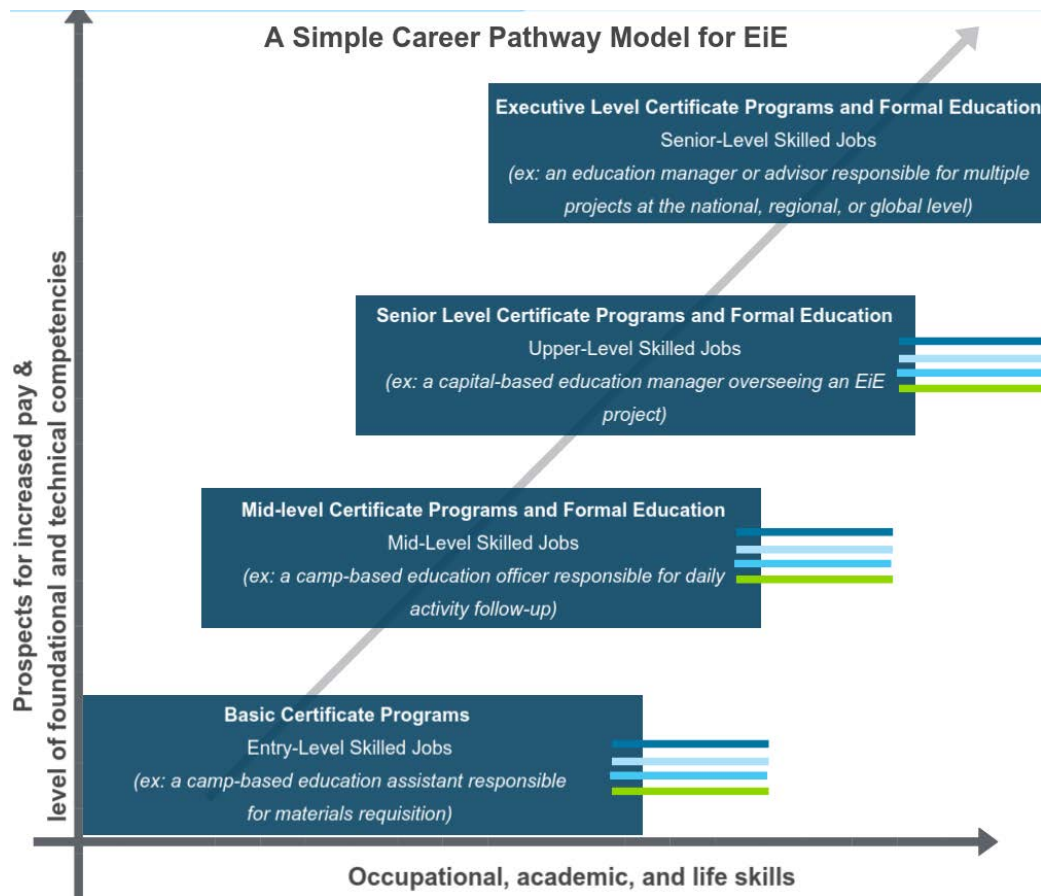 A Simple Career Pathway Model for EiE
Executive Level Certificate Programs and Formal Education
Senior-Level Skilled Jobs
(ex: an education manager or advisor responsible for multiple
projects at the national, regional, or global level)
Senior Level Certificate Programs and Formal Education
Upper-Level Skilled Jobs
(ex: a capital-based education manager overseeing an EiE
project)
Mid-level Certificate Programs and Formal Education
Mid-Level Skilled Jobs
(ex: a camp-based education officer responsible for daily
activity follow-up)
Basic Certificate Programs
Entry-Level Skilled Jobs
(ex: a camp-based education assistant responsible
for materials requisition)
Prospects for increased pay &
level of foundational and technical competencies
Occupational, academic, and life skills